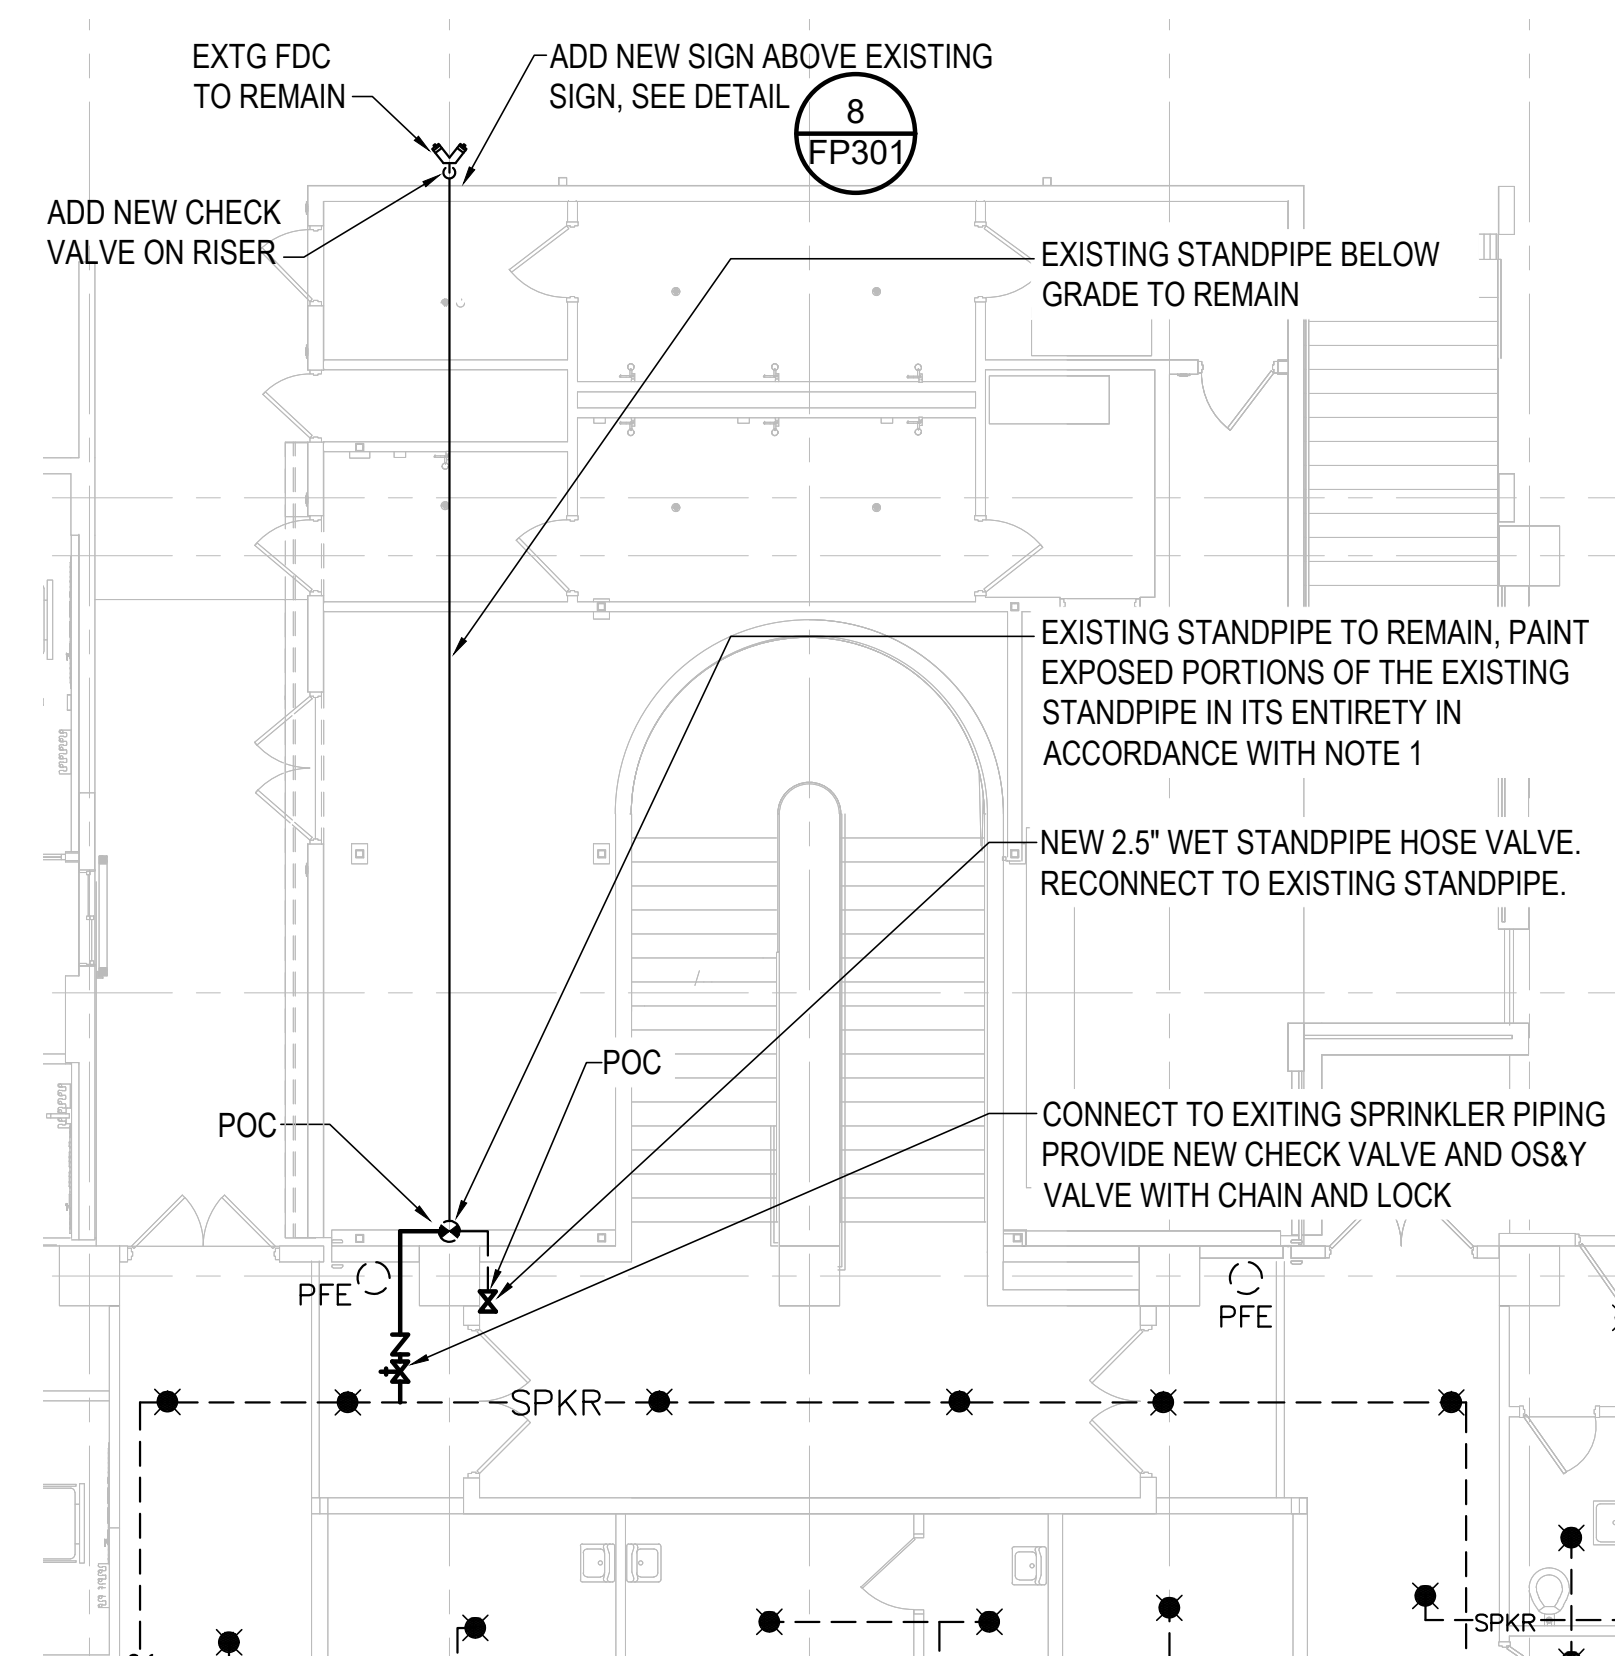 EXTG FDC
TO REMAIN
ADD NEW SIGN ABOVE EXISTING
SIGN, SEE DETAIL
8
FP301
ADD NEW CHECK
VALVE ON RISER
EXISTING STANDPIPE BELOW
GRADE TO REMAIN
EXISTING STANDPIPE TO REMAIN, PAINT
EXPOSED PORTIONS OF THE EXISTING
STANDPIPE IN ITS ENTIRETY IN
ACCORDANCE WITH NOTE 1
NEW 2.5" WET STANDPIPE HOSE VALVE.
RECONNECT TO EXISTING STANDPIPE.
POC
POC
CONNECT TO EXITING SPRINKLER PIPING
PROVIDE NEW CHECK VALVE AND OS&Y
VALVE WITH CHAIN AND LOCK
PFE
PFE
SPKR
SPKR